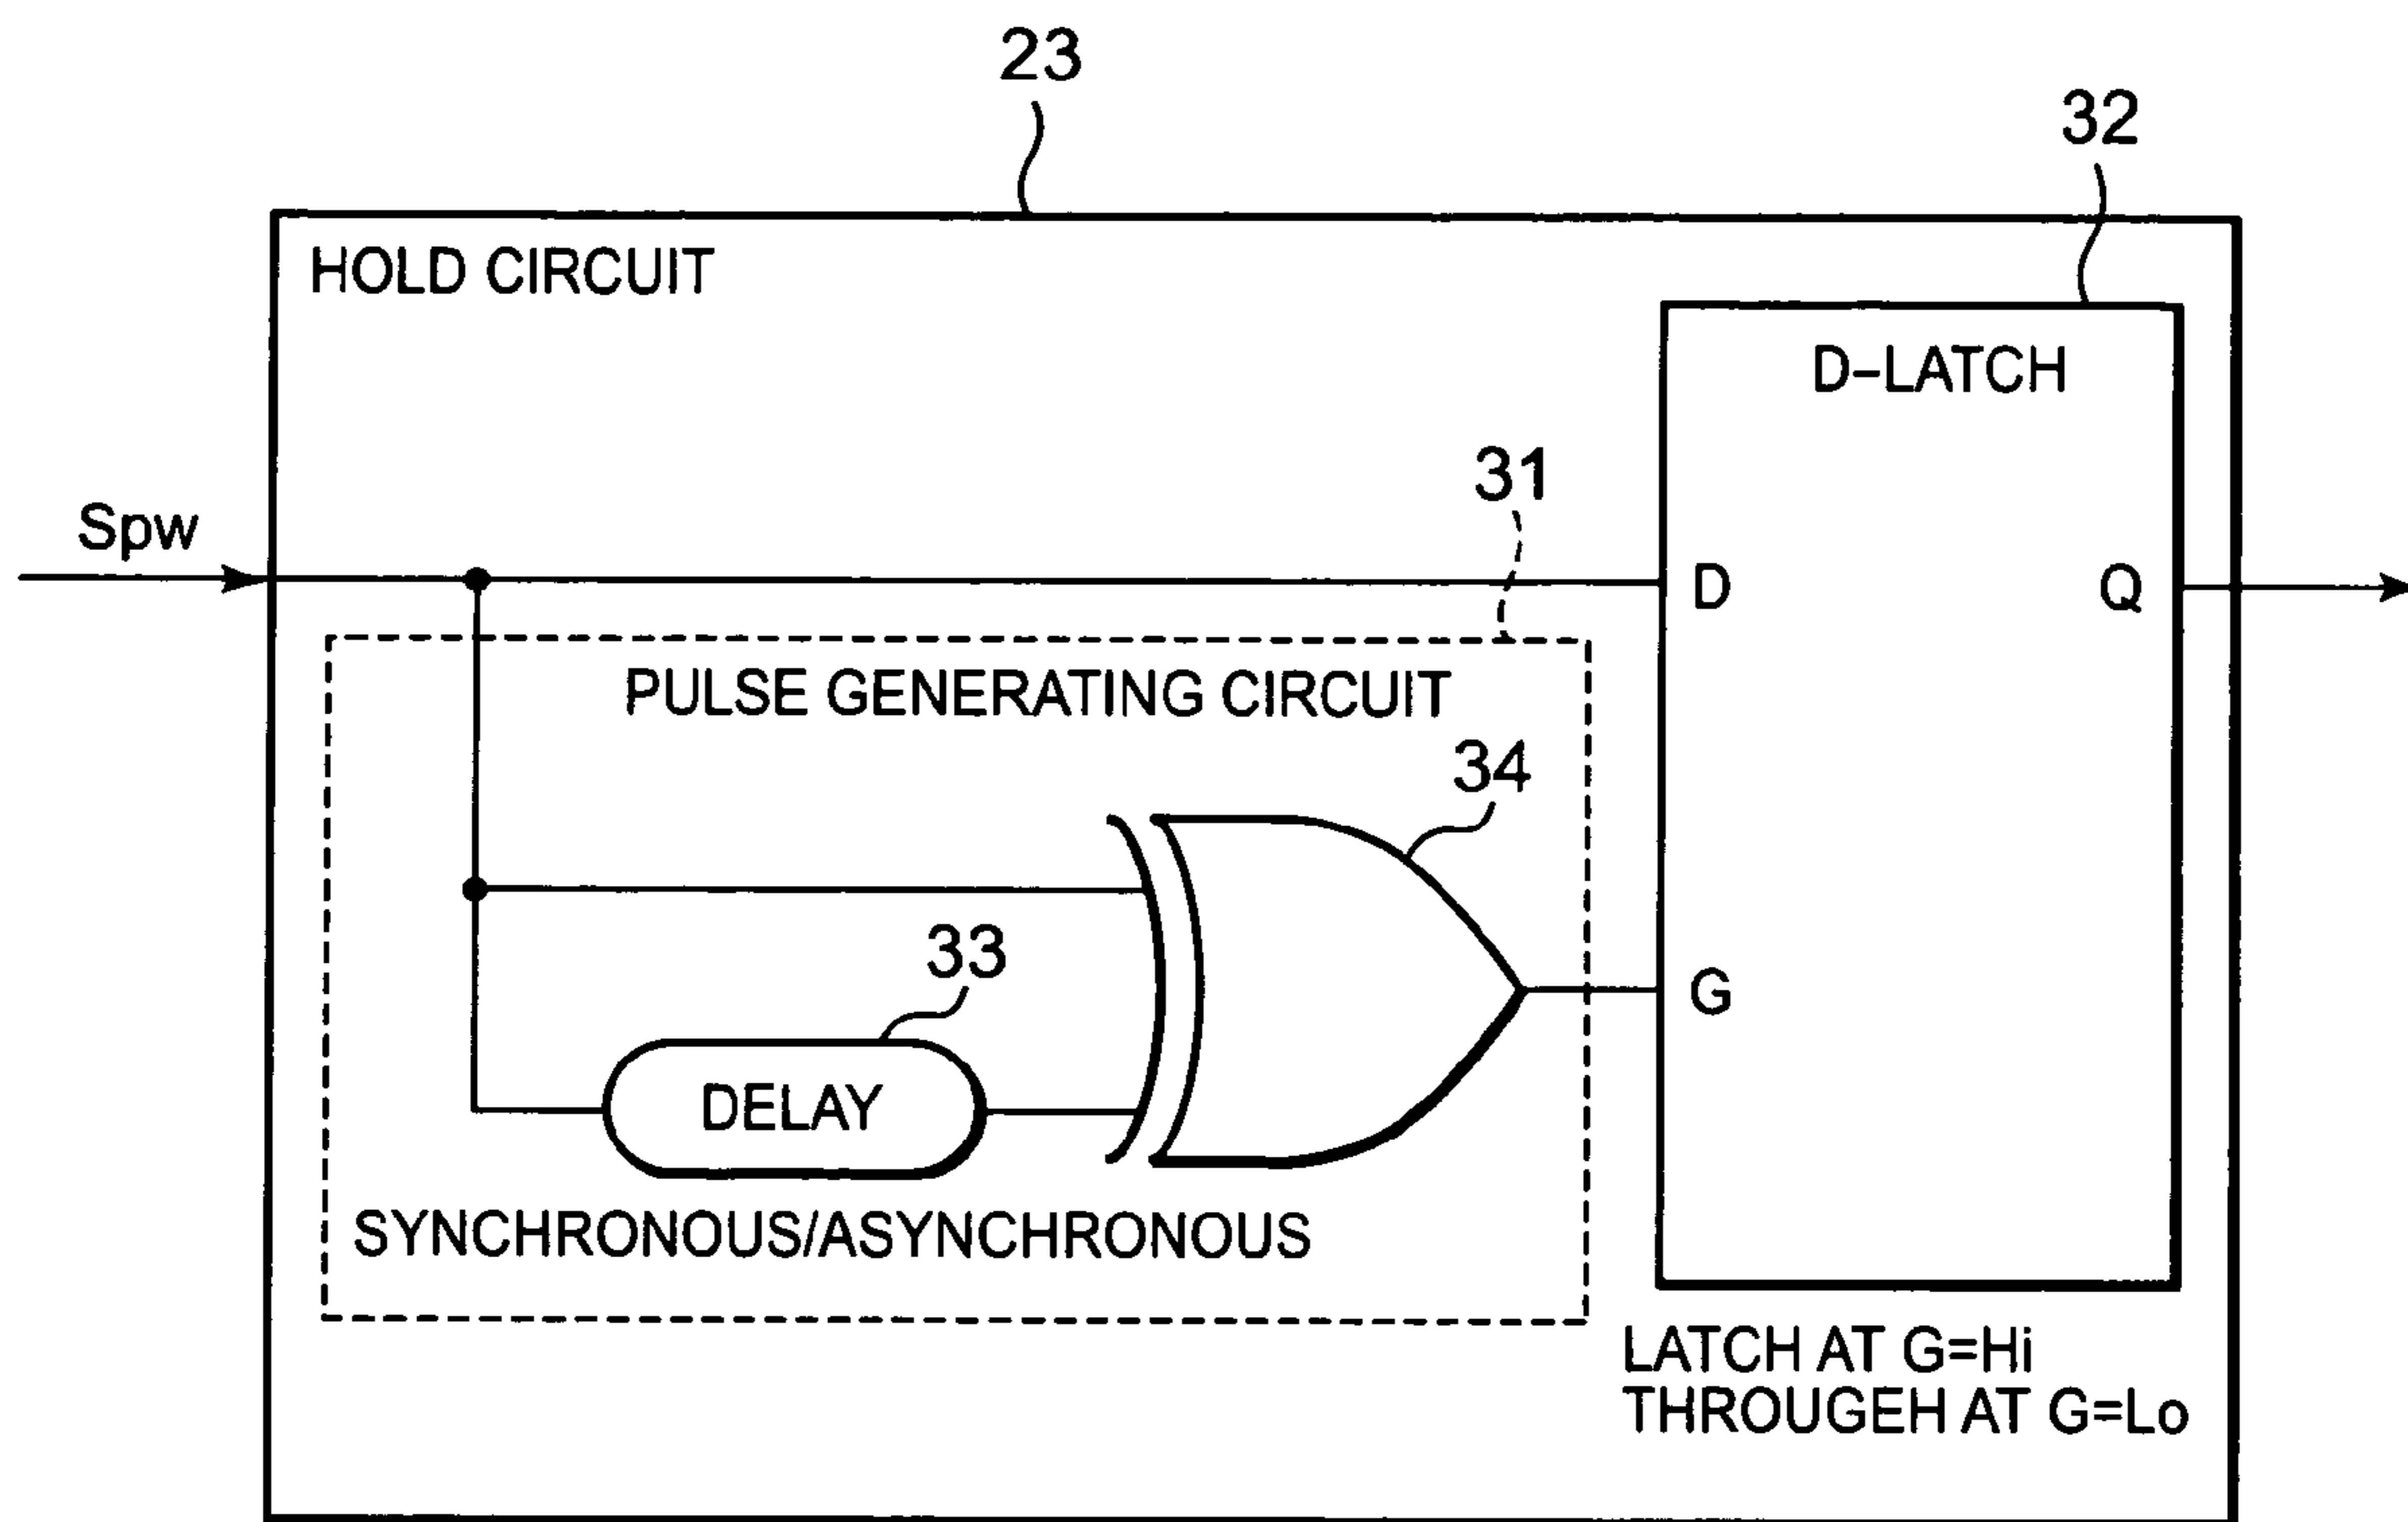 23
32
HOLD CIRCUIT
D-LATCH
31
Spw
D
Q
PULSE GENERATING CIRCUIT
34
33
G
DELAY
SYNCHRONOUS/ASYNCHRONOUS
LATCH AT G=Hi
THROUGEH AT G=Lo